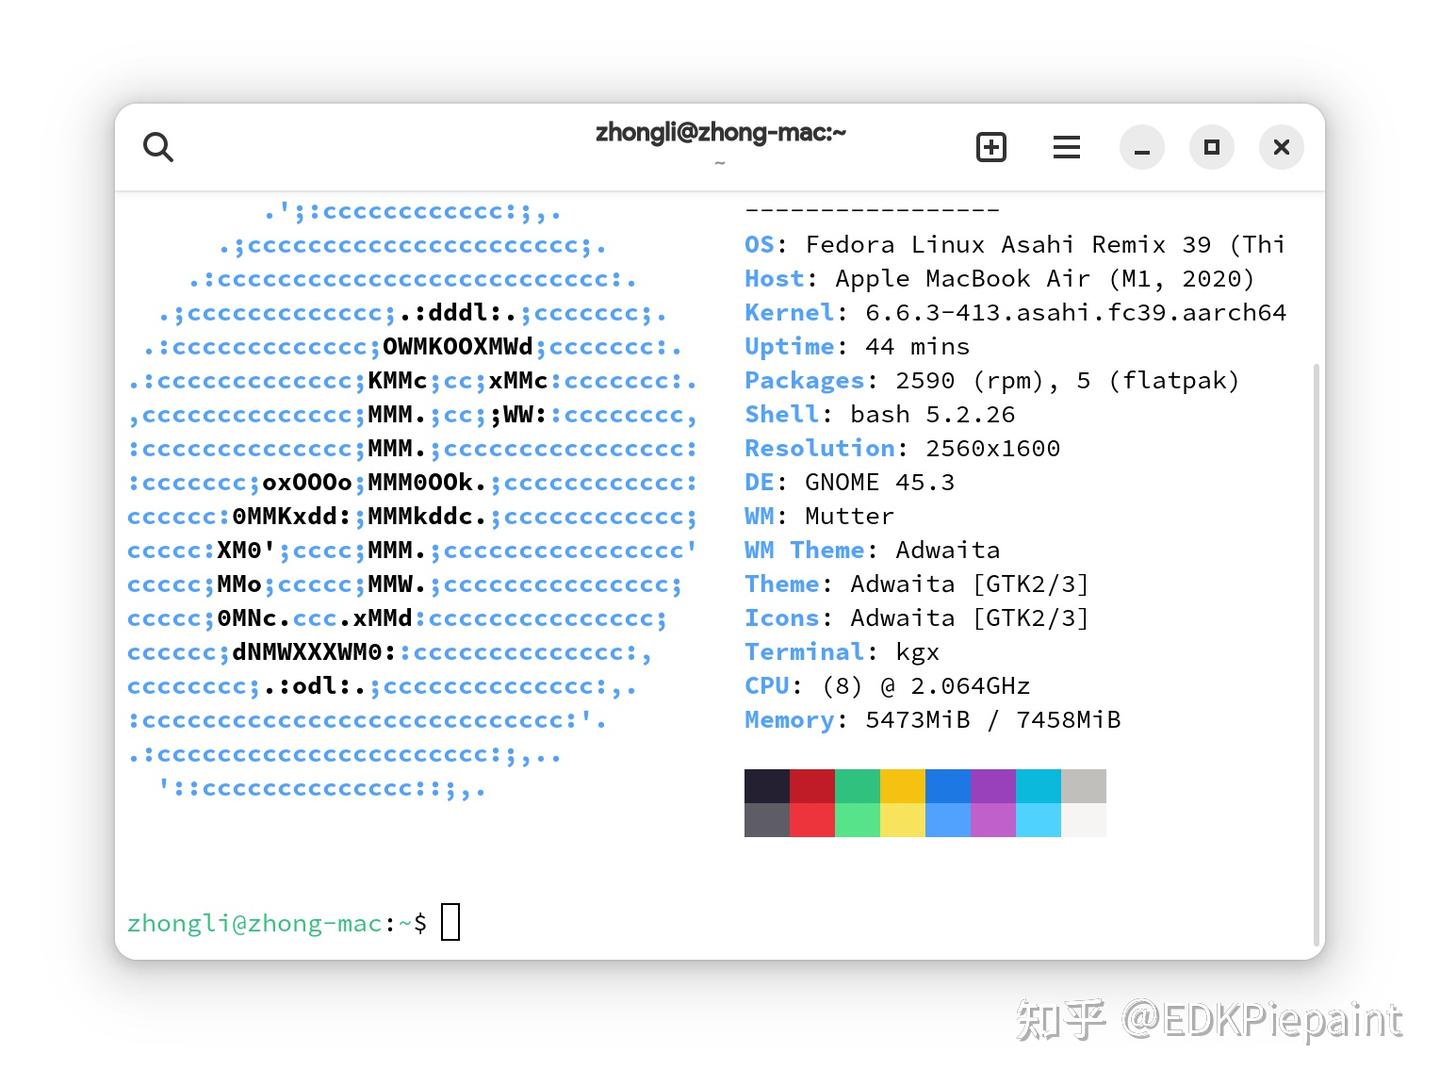 zhongli@zhong-mac:~
~
-----------------
.';:cccccccccccc:;,.
.;cccccccccccccccccccccc;.
.:cccccccccccccccccccccccccc:.
.;ccccccccccccc;.:dddl:.;ccccccc;.
.:ccccccccccccc;OWMKOOXMWd;ccccccc:.
.:ccccccccccccc;KMMc;cc;xMMc:ccccccc:.
,cccccccccccccc;MMM.;cc;;WW::cccccccc,
:cccccccccccccc;MMM.;cccccccccccccccc:
:ccccccc;oxOOOo;MMM0OOk.;cccccccccccc:
cccccc:0MMKxdd:;MMMkddc.;cccccccccccc;
ccccc:XM0';cccc;MMM.;cccccccccccccccc'
ccccc;MMo;ccccc;MMW.;ccccccccccccccc;
ccccc;0MNc.ccc.xMMd:ccccccccccccccc;
cccccc;dNMWXXXWM0::cccccccccccccc:,
cccccccc;.:odl:.;cccccccccccccc:,.
:cccccccccccccccccccccccccccc:'.
.:cccccccccccccccccccccc:;,..
'::cccccccccccccc::;,.
OS: Fedora Linux Asahi Remix 39 (Thi
Host: Apple MacBook Air (M1, 2020)
Kernel: 6.6.3-413.asahi.fc39.aarch64
Uptime: 44 mins
Packages: 2590 (rpm), 5 (flatpak)
Shell: bash 5.2.26
Resolution: 2560x1600
DE: GNOME 45.3
WM: Mutter
WM Theme: Adwaita
Theme: Adwaita [GTK2/3]
Icons: Adwaita [GTK2/3]
Terminal: kgx
CPU: (8) @ 2.064GHz
Memory: 5473MiB / 7458MiB
zhongli@zhong-mac:~$
知乎 @EDKPiepaint